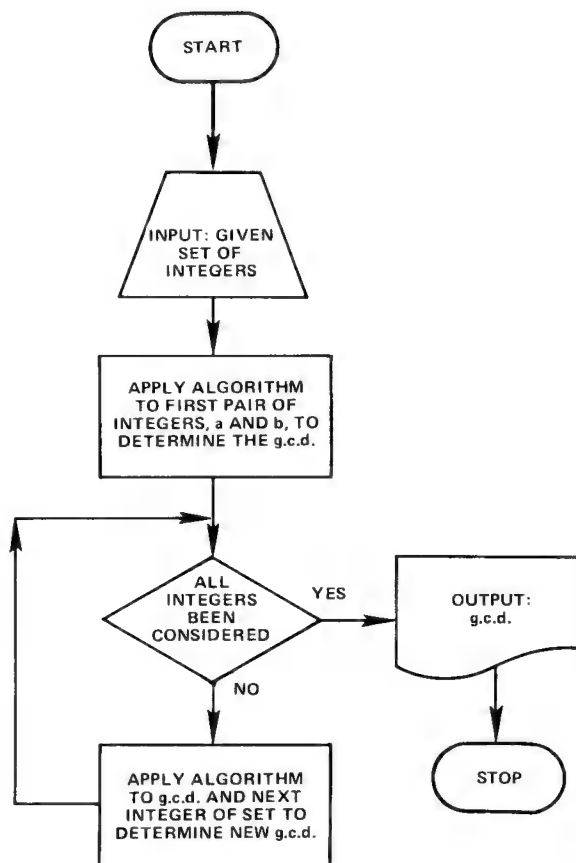 START
INPUT: GIVEN
SET OF
INTEGERS
APPLY ALGORITHM
TO FIRST PAIR OF
INTEGERS, a AND b, TO
DETERMINE THE g.c.d.
ALL
INTEGERS
BEEN
CONSIDERED
YES
OUTPUT:
g.c.d.
NO
STOP
APPLY ALGORITHM
TO g.c.d. AND NEXT
INTEGER OF SET TO
DETERMINE NEW g.c.d.